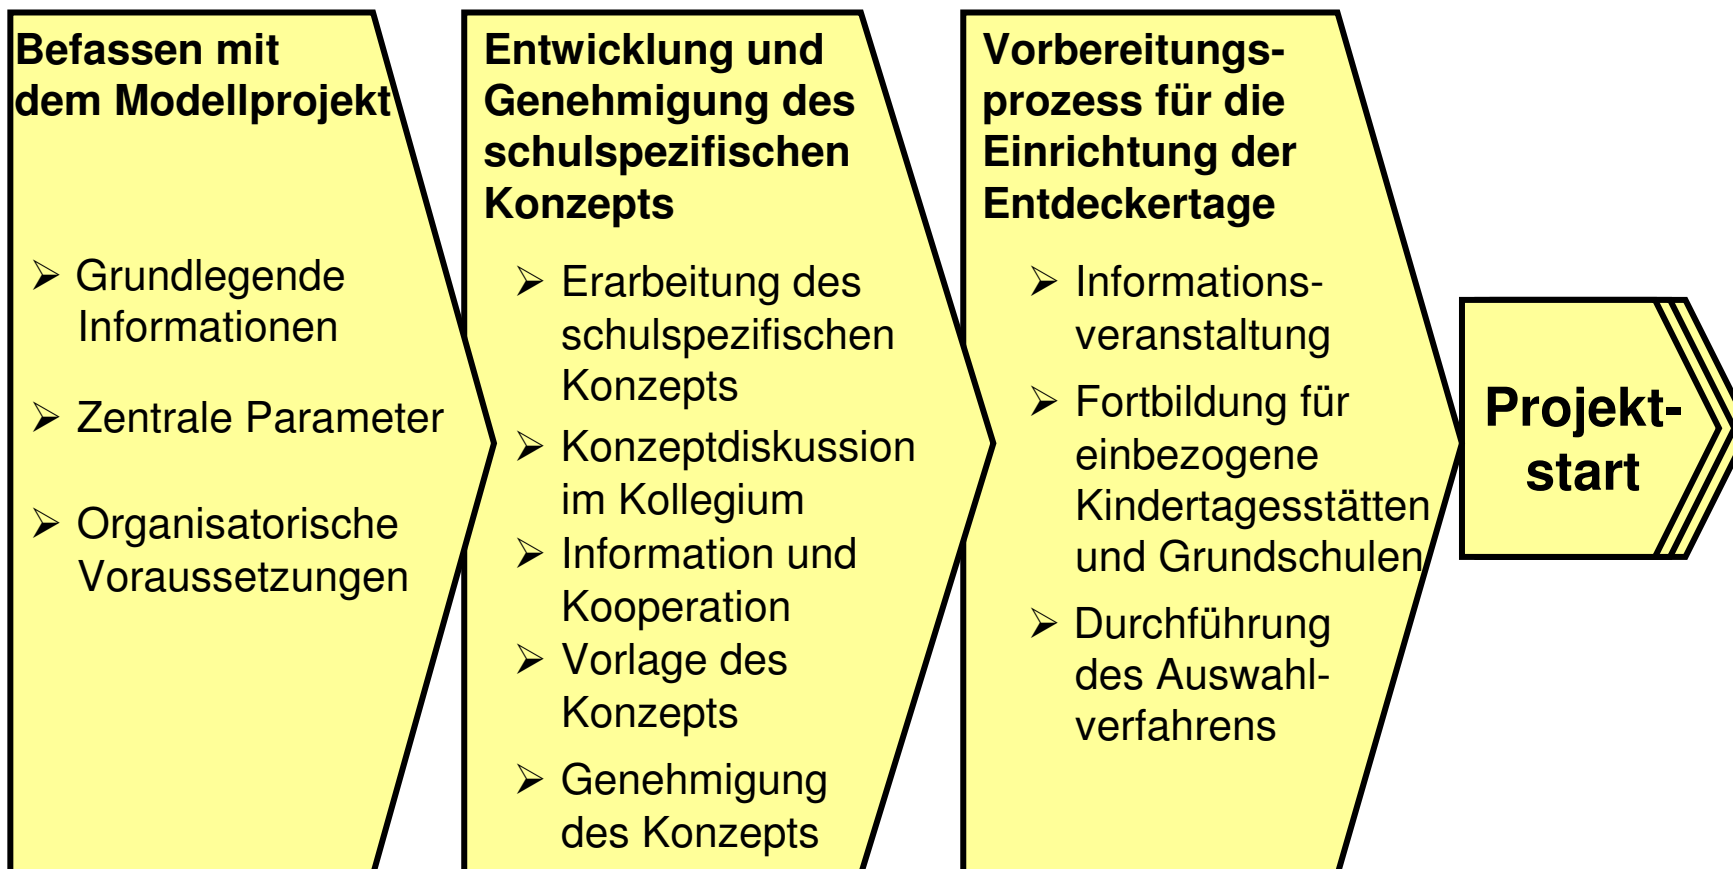 Befassen mit
dem Modellprojekt
➢ Grundlegende
Informationen
➢ Zentrale Parameter
➢ Organisatorische
Voraussetzungen
Entwicklung und
Genehmigung des
schulspezifischen
Konzepts
➢ Erarbeitung des
schulspezifischen
Konzepts
➢ Konzeptdiskussion
im Kollegium
➢ Information und
Kooperation
➢ Vorlage des
Konzepts
➢ Genehmigung
des Konzepts
Vorbereitungs-
prozess für die
Einrichtung der
Entdeckertage
➢ Informations-
veranstaltung
➢ Fortbildung für
einbezogene
Kindertagesstätten
und Grundschulen
➢ Durchführung
des Auswahl-
verfahrens
Projekt-
start